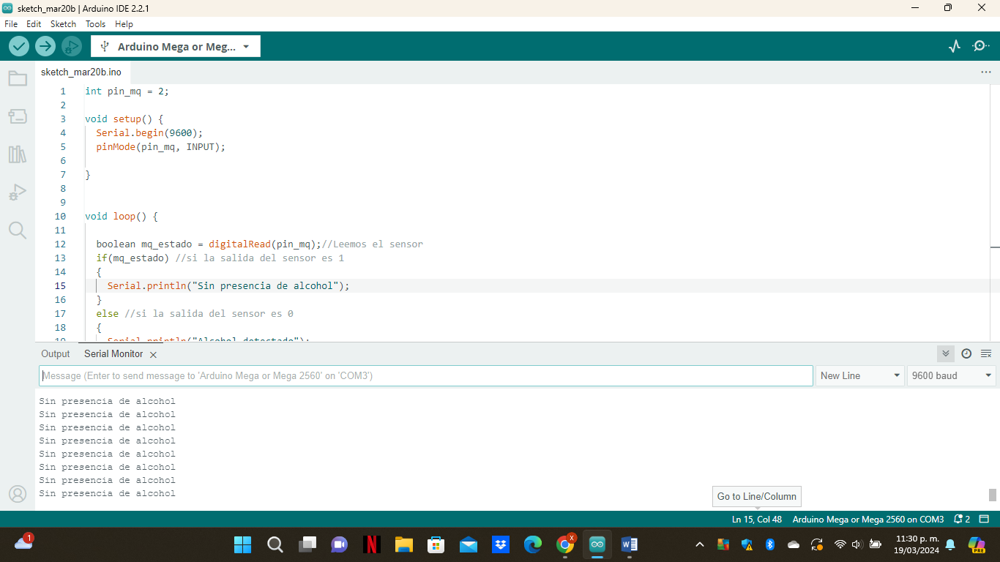 sketch_mar20b | Arduino IDE 2.2.1
File Edit Sketch Tools Help
Arduino Mega or Meg...
sketch_mar20b.ino
1 int pin_mq = 2;
2
3 void setup() {
4 Serial.begin(9600);
5 pinMode(pin_mq, INPUT);
6
7 }
8
9
10 void loop() {
11
12 boolean mq_estado = digitalRead(pin_mq);//Leemos el sensor
13 if(mq_estado) //si la salida del sensor es 1
14 {
15 Serial.println("Sin presencia de alcohol");
16 }
17 else //si la salida del sensor es 0
18 {
19 Serial.println("Alcohol detectado");
Output Serial Monitor
Message (Enter to send message to 'Arduino Mega or Mega 2560' on 'COM3')
New Line
9600 baud
Sin presencia de alcohol
Sin presencia de alcohol
Sin presencia de alcohol
Sin presencia de alcohol
Sin presencia de alcohol
Sin presencia de alcohol
Sin presencia de alcohol
Sin presencia de alcohol
Go to Line/Column
Ln 15, Col 48 Arduino Mega or Mega 2560 on COM3 2
1
N
X
W
11:30 p. m.
19/03/2024
PRE